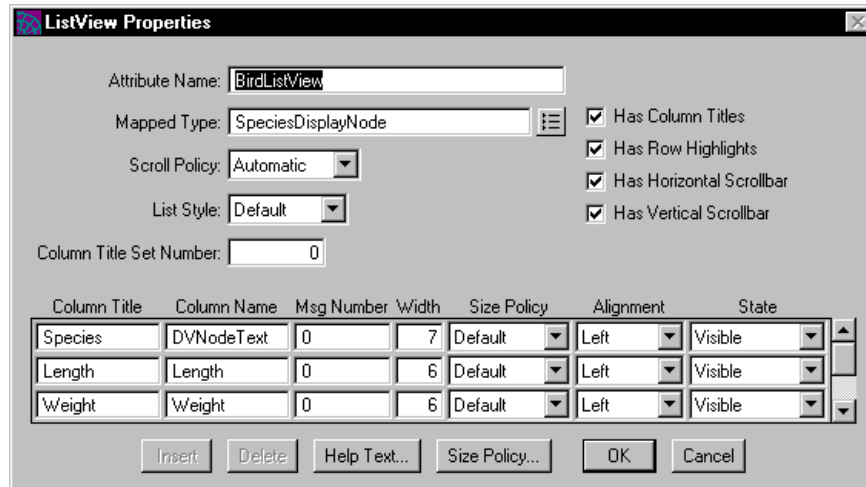 ListView Properties
Attribute Name: BirdListView
Mapped Type: SpeciesDisplayNode
Has Column Titles
Scroll Policy: Automatic
Has Row Highlights
Has Horizontal Scrollbar
List Style: Default
Has Vertical Scrollbar
Column Title Set Number: 0
Column Title Column Name Msg Number Width Size Policy Alignment State
Species DVNodeText 0 7 Default Left Visible
Length Length 0 6 Default Left Visible
Weight Weight 0 6 Default Left Visible
Insert Delete Help Text... Size Policy... OK Cancel